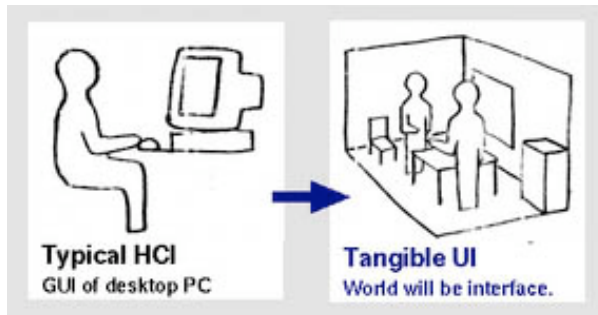 Typical HCI
GUI of desktop PC
Tangible UI
World will be interface.